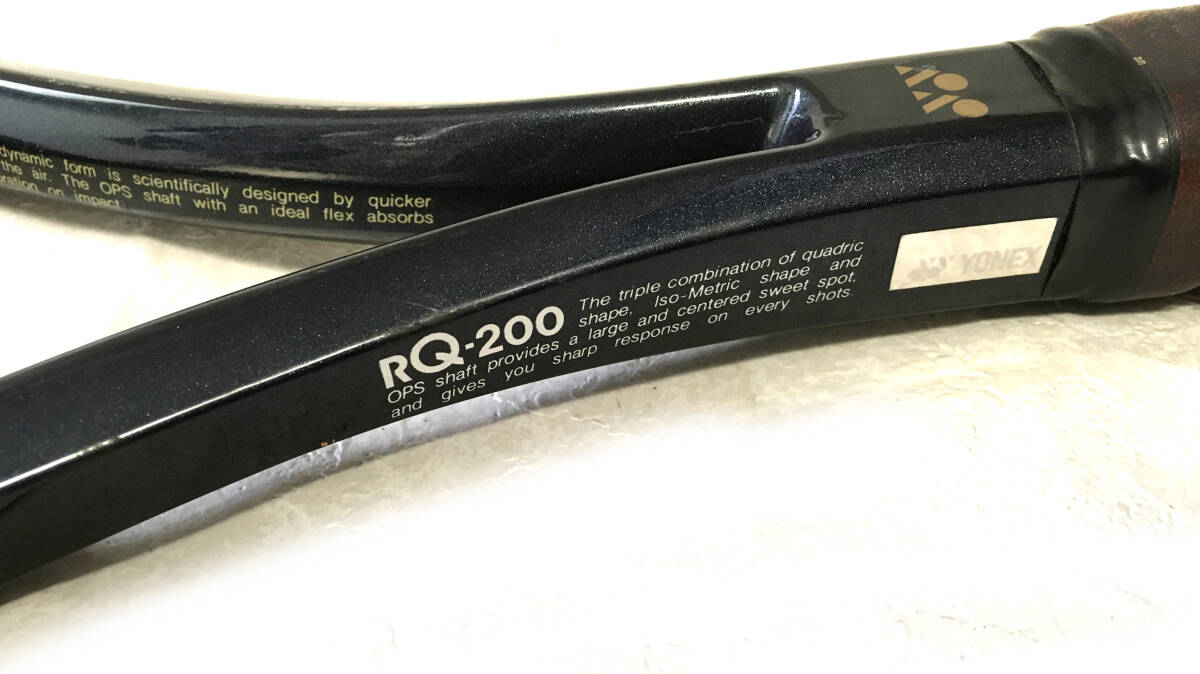 dynamic form is scientifically designed by quicker
the air. The OPS shaft with an ideal flex absorbs
on impact.
YONEX
RQ-200
The triple combination of quadric
shape, Iso-Metric shape and
OPS shaft provides a large and centered sweet spot,
and gives you sharp response on every shots.